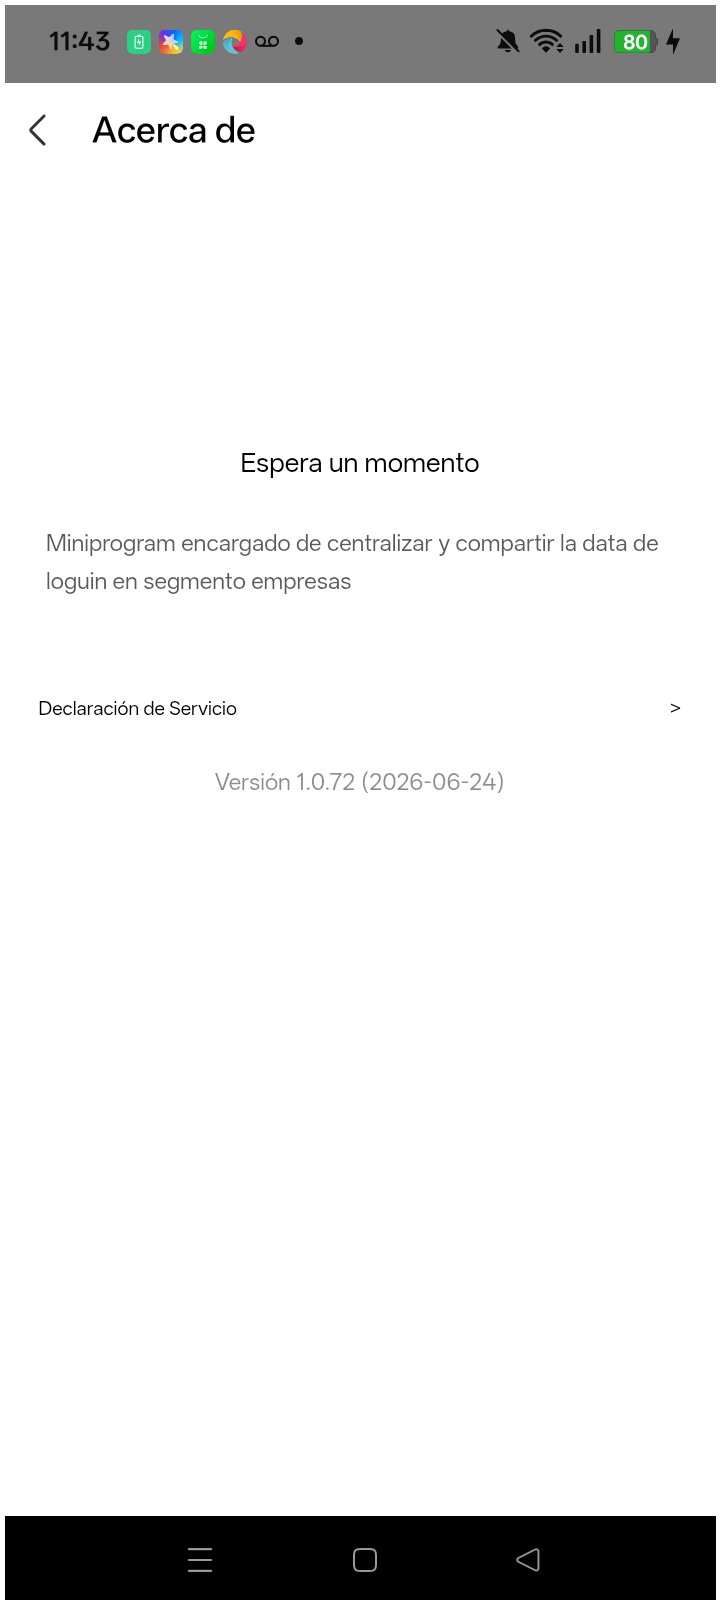 11:43
80
Acerca de
Espera un momento
Miniprogram encargado de centralizar y compartir la data de
loguin en segmento empresas
Declaración de Servicio >
Versión 1.0.72 (2026-06-24)